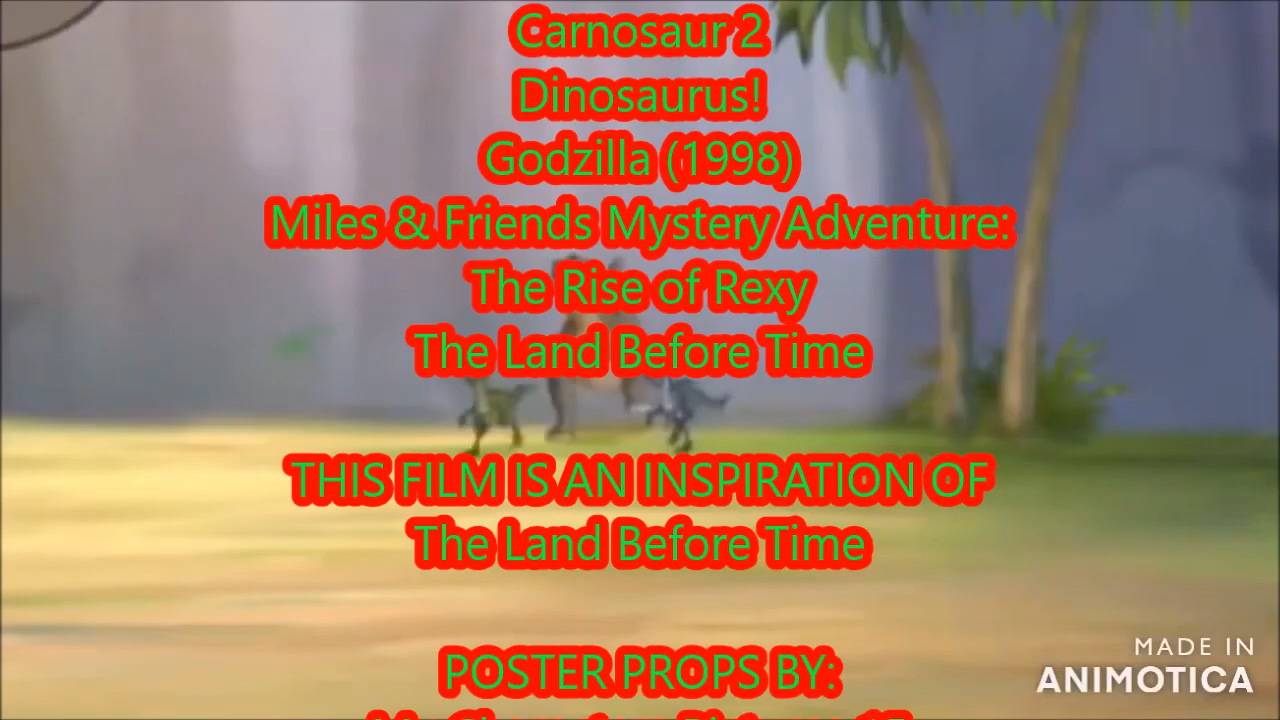 Carnosaur 2
Dinosaurus!
Godzilla (1998)
Miles & Friends Mystery Adventure:
The Rise of Rexy
The Land Before Time
THIS FILM IS AN INSPIRATION OF
The Land Before Time
POSTER PROPS BY:
MADE IN
ANIMOTICA